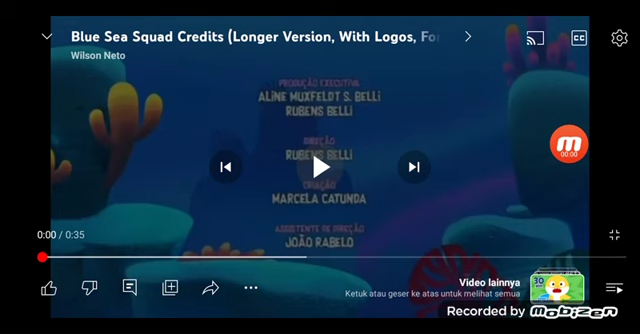 Blue Sea Squad Credits (Longer Version, With Logos, For
Wilson Neto
CC
PRODUÇÃO EXECUTIVA
ALINE MUXFELDT S. BELLI
RUBENS BELLI
m
00:00
DIREÇÃO
RUBENS BELLI
CRIAÇÃO
MARCELA CATUNDA
ASSISTENTE DE DIREÇÃO
JOÃO RABELO
0:00 / 0:35
Video lainnya
Ketuk atau geser ke atas untuk melihat semua
30
Recorded by mobizen